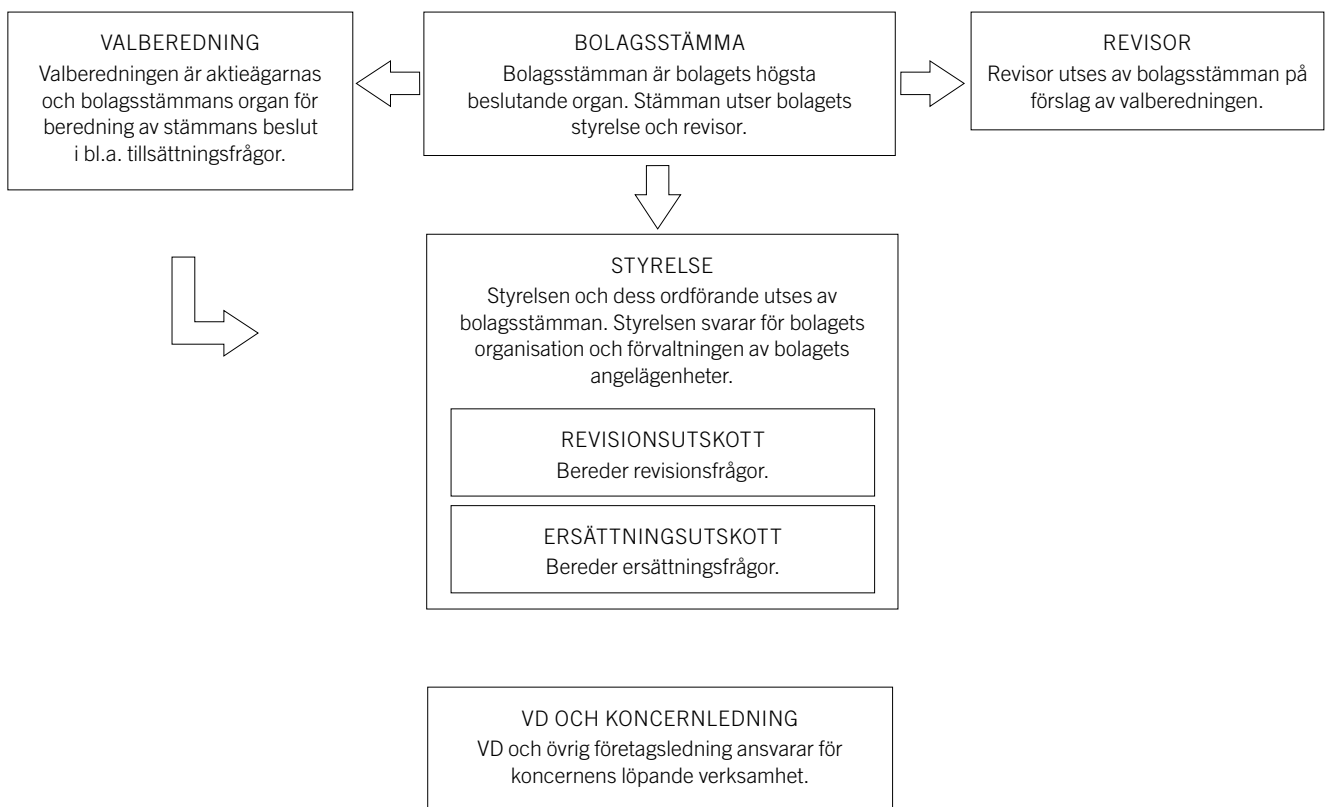 VALBEREDNING
Valberedningen är aktieägarnas
och bolagsstämmans organ för
beredning av stämmans beslut
i bl.a. tillsättningsfrågor.
BOLAGSSTÄMMA
Bolagsstämman är bolagets högsta
beslutande organ. Stämman utser bolagets
styrelse och revisor.
REVISOR
Revisor utses av bolagsstämman på
förslag av valberedningen.
STYRELSE
Styrelsen och dess ordförande utses av
bolagsstämman. Styrelsen svarar för bolagets
organisation och förvaltningen av bolagets
angelägenheter.
REVISIONSUTSKOTT
Bereder revisionsfrågor.
ERSÄTTNINGSUTSKOTT
Bereder ersättningsfrågor.
VD OCH KONCERNLEDNING
VD och övrig företagsledning ansvarar för
koncernens löpande verksamhet.